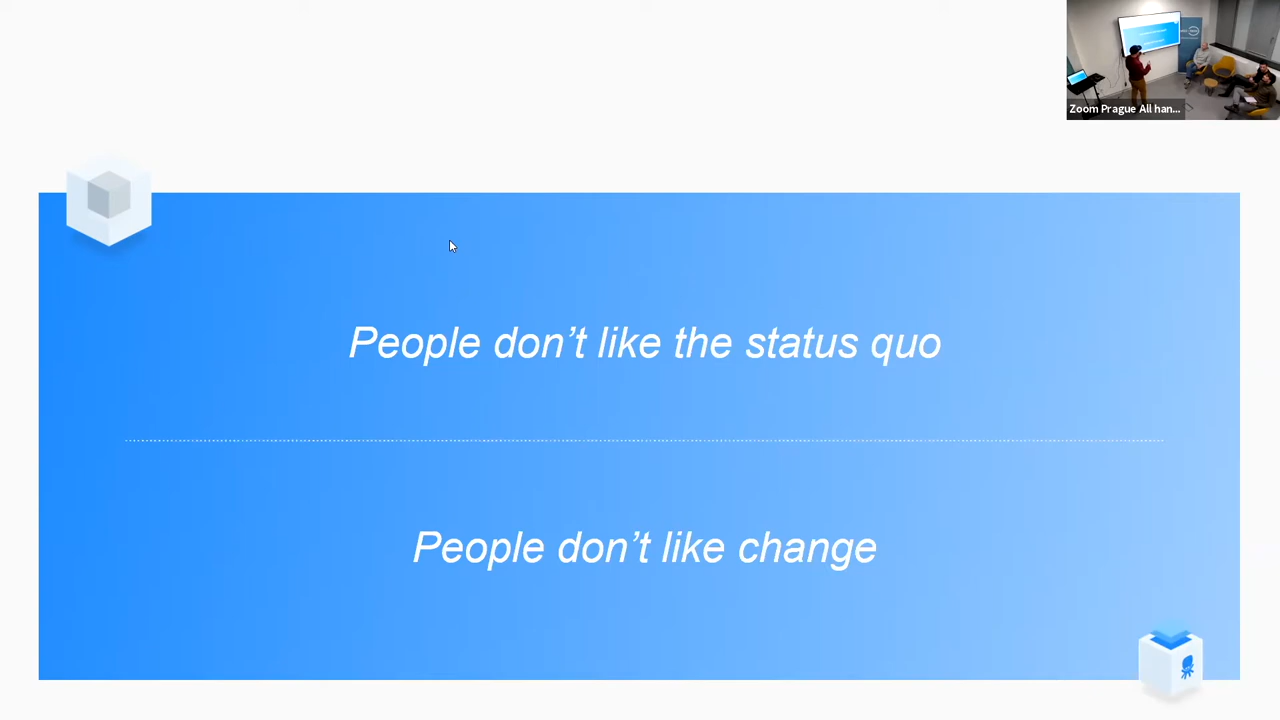 Zoom Prague All han...
People don’t like the status quo
People don’t like change